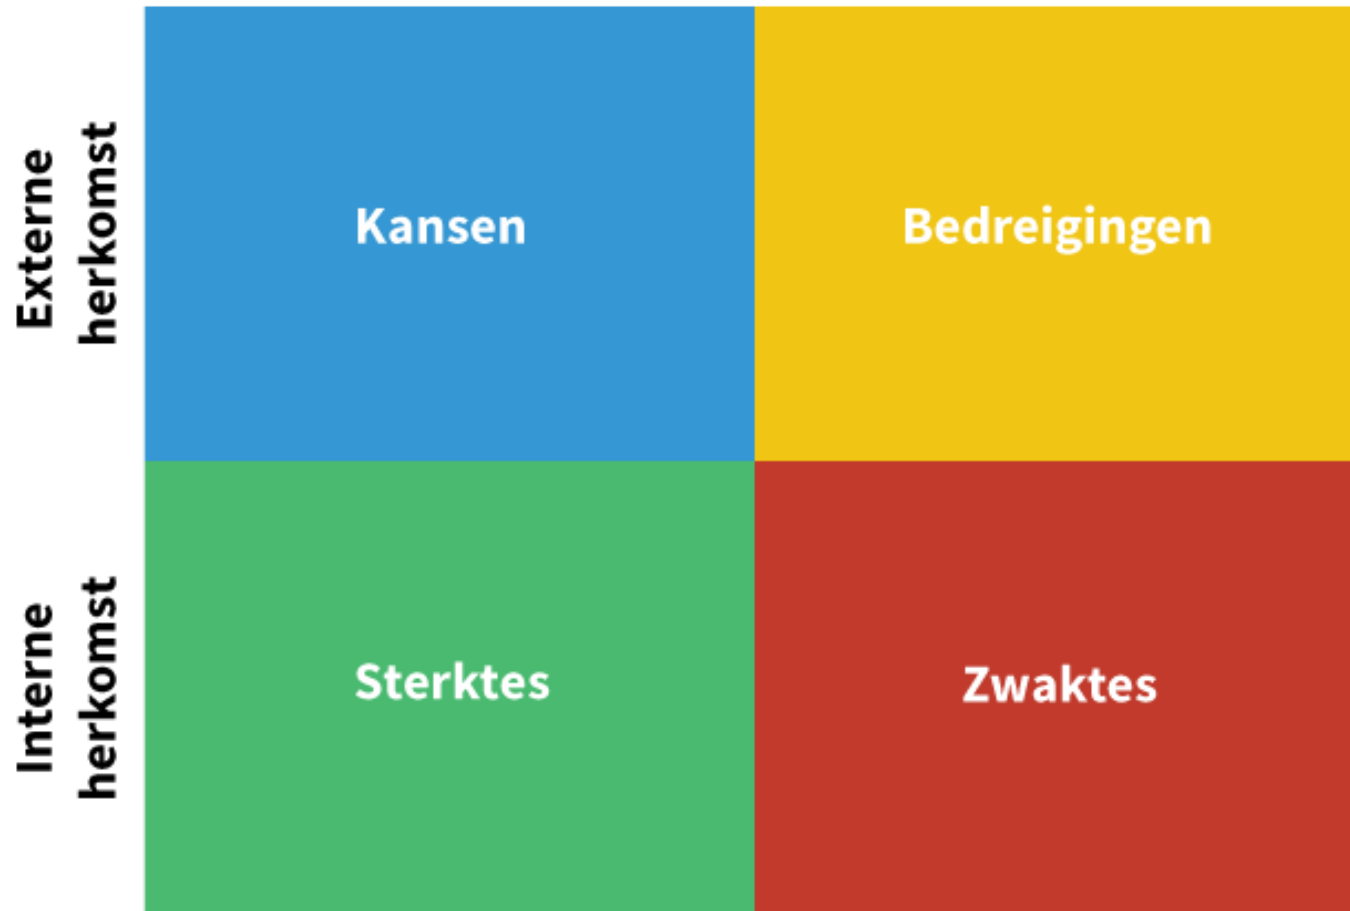 Externe
herkomst
Kansen
Bedreigingen
Interne
herkomst
Sterktes
Zwaktes